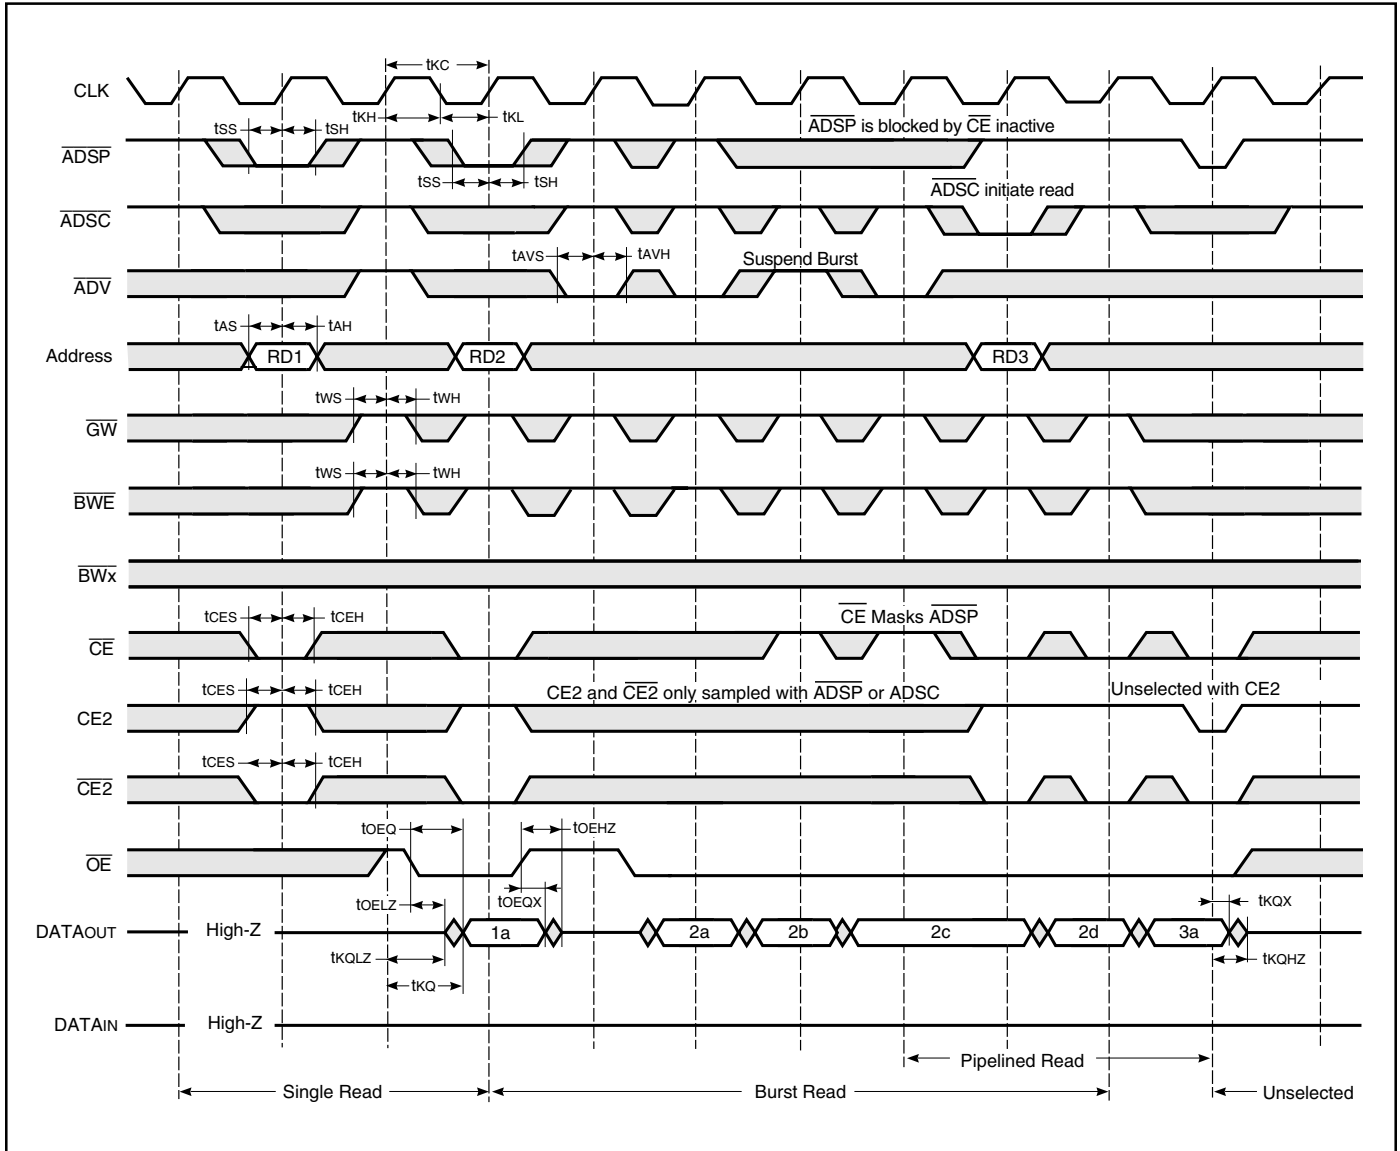 tKC
CLK
tKH
tKL
tSS
tSH
ADSP is blocked by CE inactive
ADSP
tSS
tSH
ADSC initiate read
ADSC
tAVS
tAVH
Suspend Burst
ADV
tAS
tAH
Address
RD1
RD2
RD3
tWS
tWH
GW
tWS
tWH
BWE
BWx
tCES
tCEH
CE Masks ADSP
CE
tCES
tCEH
CE2 and CE2 only sampled with ADSP or ADSC
Unselected with CE2
CE2
tCES
tCEH
CE2
tOEQ
tOEHZ
OE
tOELZ
tOEQX
tKQX
DATAOUT
High-Z
1a
2a
2b
2c
2d
3a
tKQLZ
tKQHZ
tKQ
DATAIN
High-Z
Pipelined Read
Single Read
Burst Read
Unselected